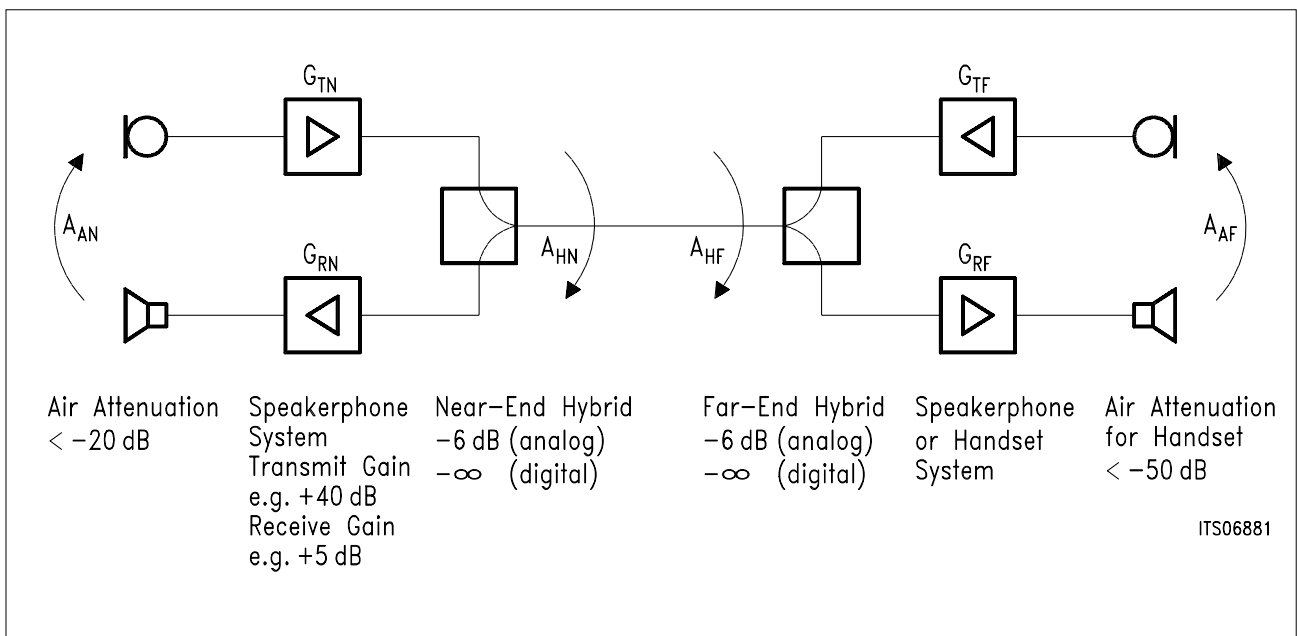 G_TN
G_TF
A_AN
A_HN
A_HF
A_AF
G_RN
G_RF
Air Attenuation
< −20 dB
Speakerphone
System
Transmit Gain
e.g. +40 dB
Receive Gain
e.g. +5 dB
Near−End Hybrid
−6 dB (analog)
−∞ (digital)
Far−End Hybrid
−6 dB (analog)
−∞ (digital)
Speakerphone
or Handset
System
Air Attenuation
for Handset
< −50 dB
ITS06881